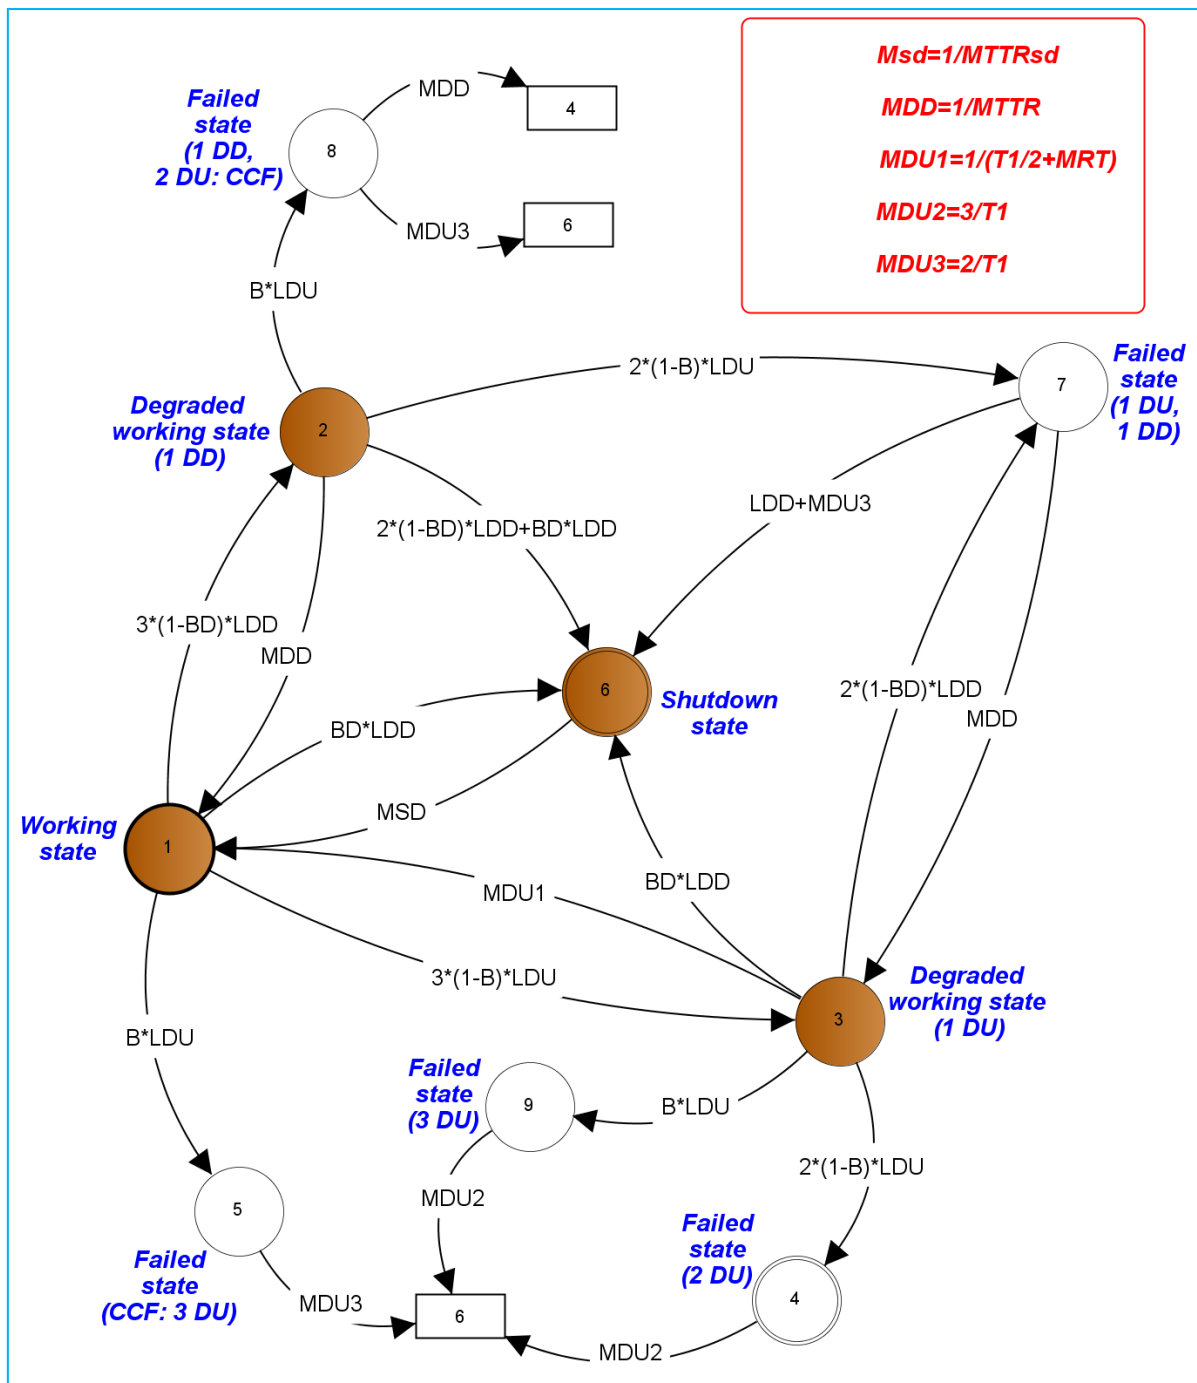 Msd=1/MTTRsd
MDD=1/MTTR
MDU1=1/(T1/2+MRT)
MDU2=3/T1
MDU3=2/T1
Failed
state
(1 DD,
2 DU: CCF)
8
MDD
4
MDU3
6
B*LDU
2*(1-B)*LDU
7
Failed
state
(1 DU,
1 DD)
Degraded
working state
(1 DD)
2
2*(1-BD)*LDD+BD*LDD
LDD+MDU3
3*(1-BD)*LDD
MDD
6
Shutdown
state
2*(1-BD)*LDD
MDD
BD*LDD
MSD
Working
state
1
MDU1
BD*LDD
3*(1-B)*LDU
3
Degraded
working state
(1 DU)
B*LDU
Failed
state
(3 DU)
9
B*LDU
2*(1-B)*LDU
MDU2
5
Failed
state
(CCF: 3 DU)
MDU3
6
MDU2
Failed
state
(2 DU)
4